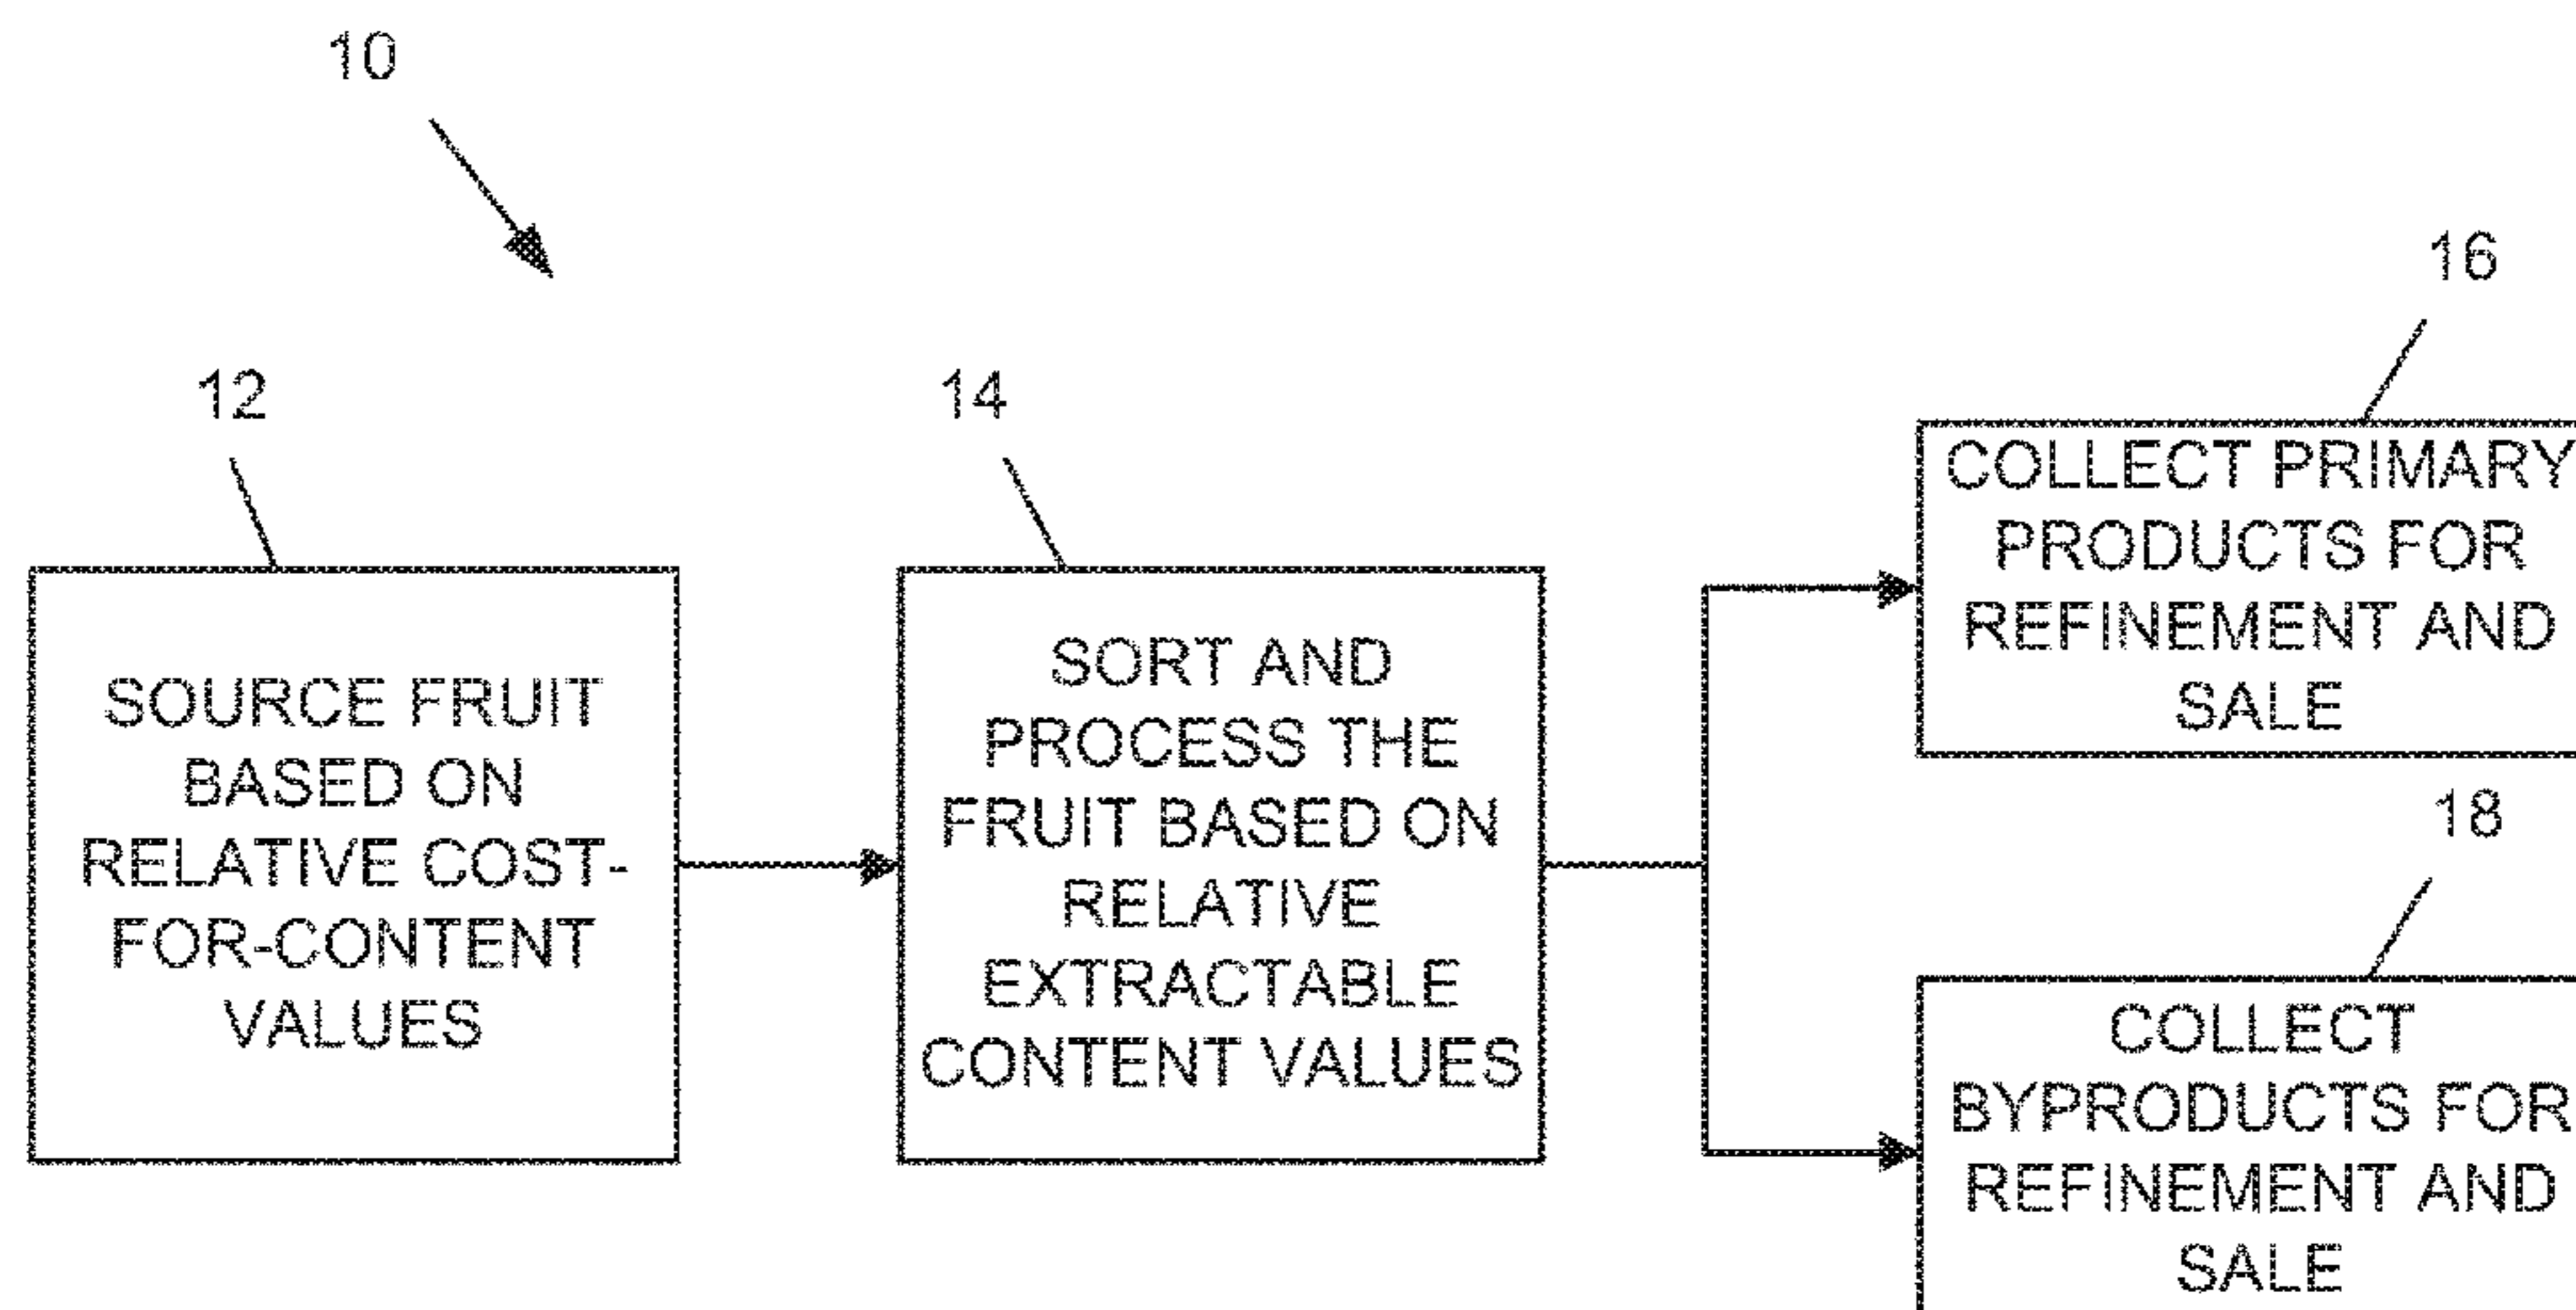 10
12
SOURCE FRUIT
BASED ON
RELATIVE COST-
FOR-CONTENT
VALUES
14
SORT AND
PROCESS THE
FRUIT BASED ON
RELATIVE
EXTRACTABLE
CONTENT VALUES
16
COLLECT PRIMARY
PRODUCTS FOR
REFINEMENT AND
SALE
18
COLLECT
BYPRODUCTS FOR
REFINEMENT AND
SALE